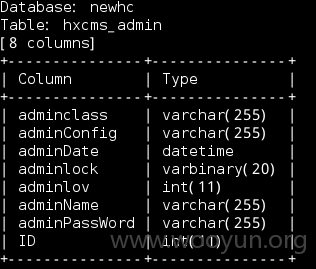 Database: newhc
Table: hxcms_admin
[8 columns]
+---------------+----------------+
| Column | Type |
+---------------+----------------+
| adminclass | varchar(255) |
| adminConfig | varchar(255) |
| adminDate | datetime |
| adminlock | varbinary(20) |
| adminlov | int(11) |
| adminName | varchar(255) |
| adminPassWord | varchar(255) |
| ID | int( ) |
+---------------+----------------+
www.wooyun.org